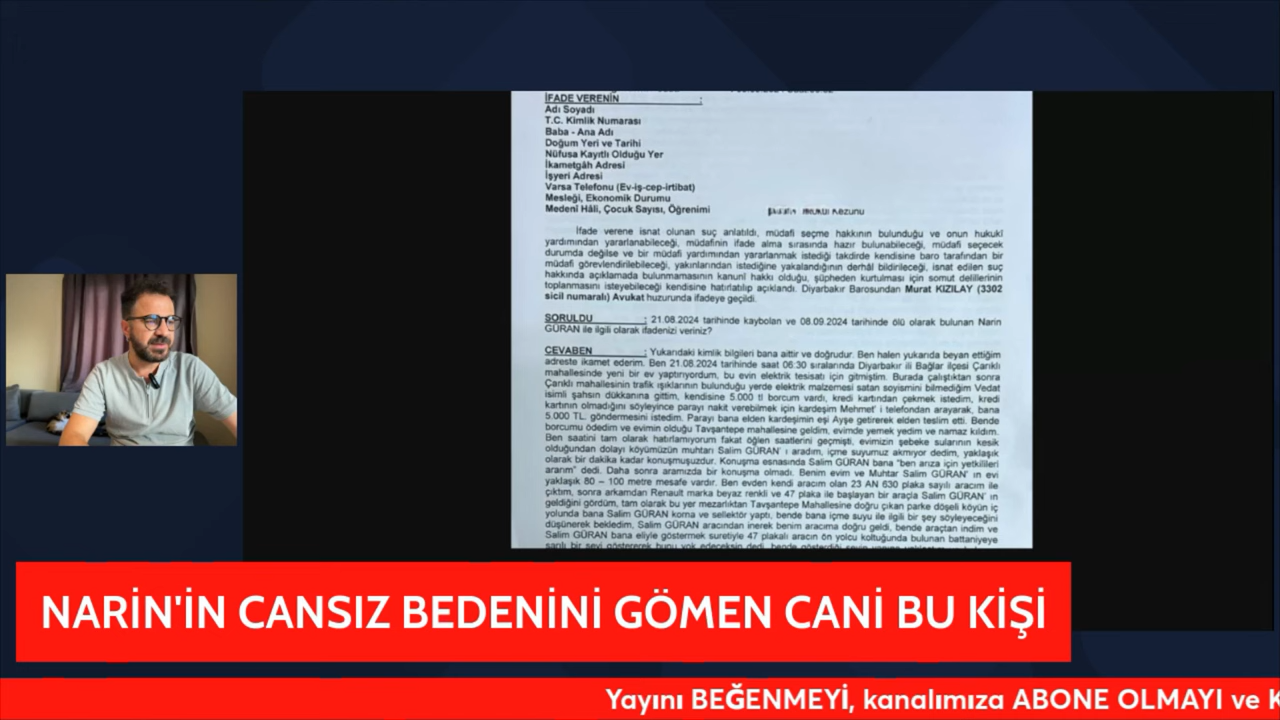 İFADE VERENİN :
Adı Soyadı
T.C. Kimlik Numarası
Baba - Ana Adı
Doğum Yeri ve Tarihi
Nüfusa Kayıtlı Olduğu Yer
İkametgâh Adresi
İşyeri Adresi
Varsa Telefonu (Ev-iş-cep-irtibat)
Mesleği, Ekonomik Durumu
Medenî Hâli, Çocuk Sayısı, Öğrenimi
İfade verene isnat olunan suç anlatıldı, müdafi seçme hakkının bulunduğu ve onun hukukî
yardımından yararlanabileceği, müdafinin ifade alma sırasında hazır bulunabileceği, müdafi seçecek
durumda değilse ve bir müdafi yardımından yararlanmak istediği takdirde kendisine baro tarafından bir
müdafi görevlendirilebileceği, yakınlarından istediğine yakalandığının derhâl bildirileceği, isnat edilen suç
hakkında açıklamada bulunmamasının kanunî hakkı olduğu, şüpheden kurtulması için somut delillerinin
toplanmasını isteyebileceği kendisine hatırlatılıp açıklandı. Diyarbakır Barosundan Murat KIZILAY (3302
sicil numaralı) Avukat huzurunda ifadeye geçildi.
SORULDU : 21.08.2024 tarihinde kaybolan ve 08.09.2024 tarihinde ölü olarak bulunan Narin
GÜRAN ile ilgili olarak ifadenizi veriniz?
CEVABEN : Yukarıdaki kimlik bilgileri bana aittir ve doğrudur. Ben halen yukarıda beyan ettiğim
adreste ikamet ederim. Ben 21.08.2024 tarihinde saat 06:30 sıralarında Diyarbakır ili Bağlar ilçesi Çarıklı
mahallesinde yeni bir ev yaptırıyordum, bu evin elektrik tesisatı için gitmiştim. Burada çalıştıktan sonra
Çarıklı mahallesinin trafik ışıklarının bulunduğu yerde elektrik malzemesi satan soyismini bilmediğim Vedat
isimli şahsın dükkanına gittim, kendisine 5.000 tl borcum vardı, kredi kartından çekmek istedim, kredi
kartının olmadığını söyleyince parayı nakit verebilmek için kardeşim Mehmet' i telefondan arayarak, bana
5.000 TL. göndermesini istedim. Parayı bana elden kardeşimin eşi Ayşe getirerek elden teslim etti. Bende
borcumu ödedim ve evimin olduğu Tavşantepe mahallesine geldim, evimde yemek yedim ve namaz kıldım.
Ben saatini tam olarak hatırlamıyorum fakat öğlen saatlerini geçmişti, evimizin şebeke sularının kesik
olduğundan dolayı köyümüzün muhtarı Salim GÜRAN' ı aradım, içme suyumuz akmıyor dedim, yaklaşık
olarak bir dakika kadar konuşmuşuzdur. Konuşma esnasında Salim GÜRAN bana "ben arıza için yetkilileri
ararım" dedi. Daha sonra aramızda bir konuşma olmadı. Benim evim ve Muhtar Salim GÜRAN' ın evi
yaklaşık 80 – 100 metre mesafe vardır. Ben evden kendi aracım olan 23 AN 630 plaka sayılı aracım ile
çıktım, sonra arkamdan Renault marka beyaz renkli ve 47 plaka ile başlayan bir araçla Salim GÜRAN' ın
geldiğini gördüm, tam olarak bu yer mezarlıktan Tavşantepe Mahallesine doğru çıkan parke döşeli köyün iç
yolunda bana Salim GÜRAN korna ve sellektör yaptı, bende bana içme suyu ile ilgili bir şey söyleyeceğini
düşünerek bekledim, Salim GÜRAN aracından inerek benim aracıma doğru geldi, bende araçtan indim ve
Salim GÜRAN bana eliyle göstermek suretiyle 47 plakalı aracın ön yolcu koltuğunda bulunan battaniyeye
sarılı bir şeyi göstererek bunu yok edeceksin dedi, bende
NARİN'İN CANSIZ BEDENİNİ GÖMEN CANİ BU KİŞİ
Yayını BEĞENMEYİ, kanalımıza ABONE OLMAYI ve